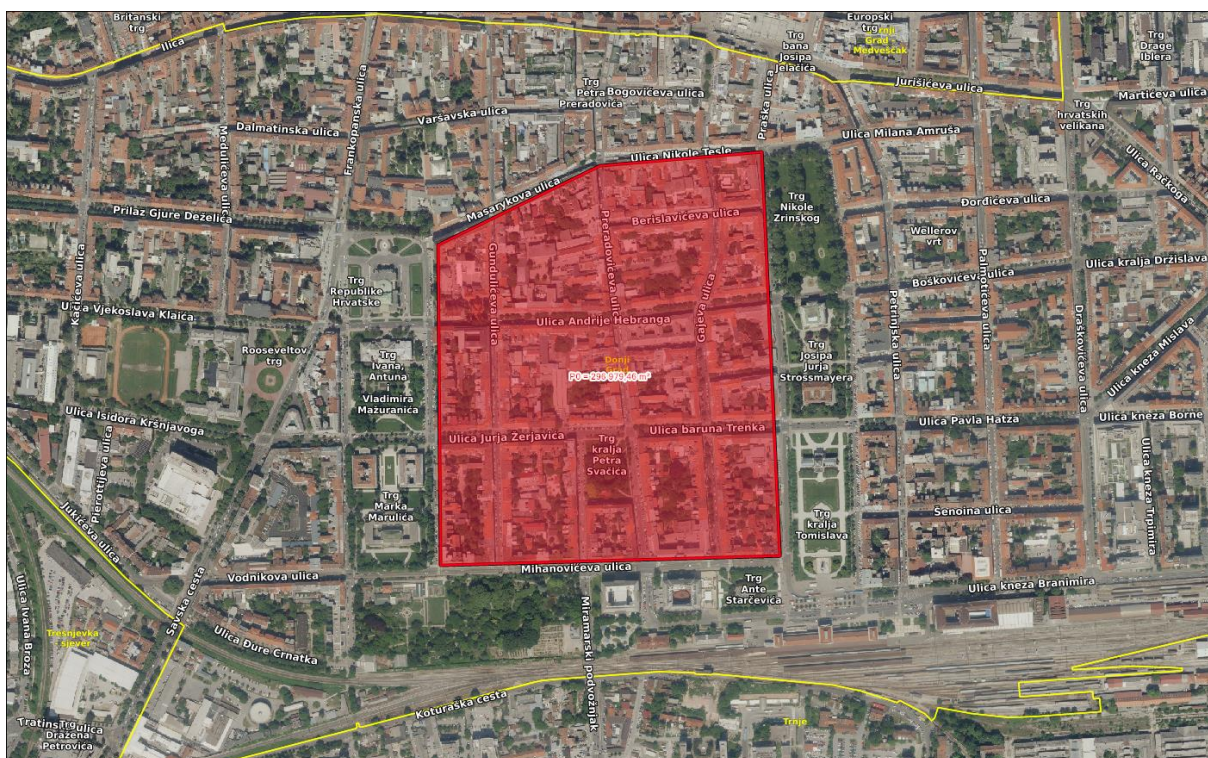 Britanski
trg
Ilica
Europski
trg
Trnji
Grad -
Medveščak
Trg
bana
Josipa
Jelačića
Trg
Drage
Iblera
Trg
Petra
Preradovića
Bogovićeva ulica
Jurišićeva ulica
Martićeva ulica
Frankopanska ulica
Varšavska ulica
Praška ulica
Trg
hrvatskih
velikana
Dalmatinska ulica
Medulićeva ulica
Ulica Milana Amruša
Ulica Nikole Tesle
Ulica Račkoga
Masarykova ulica
Trg
Nikole
Zrinskog
Đorđićeva ulica
Prilaz Gjure Deželića
Preradovićeva ulica
Berislavićeva ulica
Wellerov
vrt
Kačićeva ulica
Gundulićeva ulica
Palmotićeva ulica
Ulica kralja Držislava
Boškovićeva ulica
Trg
Republike
Hrvatske
Gajeva ulica
Ulica Vjekoslava Klaića
Ulica Andrije Hebranga
Petrinjska ulica
Draškovićeva ulica
Ulica kneza Mislava
Rooseveltov
trg
Trg
Ivana,
Antuna
i
Vladimira
Mažuranića
Donji
P0 = 296 979,46 m²
Trg
Josipa
Jurja
Strossmayera
Ulica Isidora Kršnjavoga
Ulica Pavla Hatza
Ulica kneza Borne
Ulica Jurja Žerjavića
Ulica baruna Trenka
Trg
kralja
Petra
Svačića
Pierottijeva ulica
Ulica kneza Trpimira
Jukićeva ulica
Trg
Marka
Marulića
Trg
kralja
Tomislava
Šenoina ulica
Mihanovićeva ulica
Vodnikova ulica
Trg
Ante
Starčevića
Ulica kneza Branimira
Ulica Ivana Broza
Savska cesta
Trešnjevka
- sjever
Ulica Đure Crnatka
Miramarski podvožnjak
Koturaška cesta
Tratinska ulica
Trg
Dražena
Petrovića
Trnje